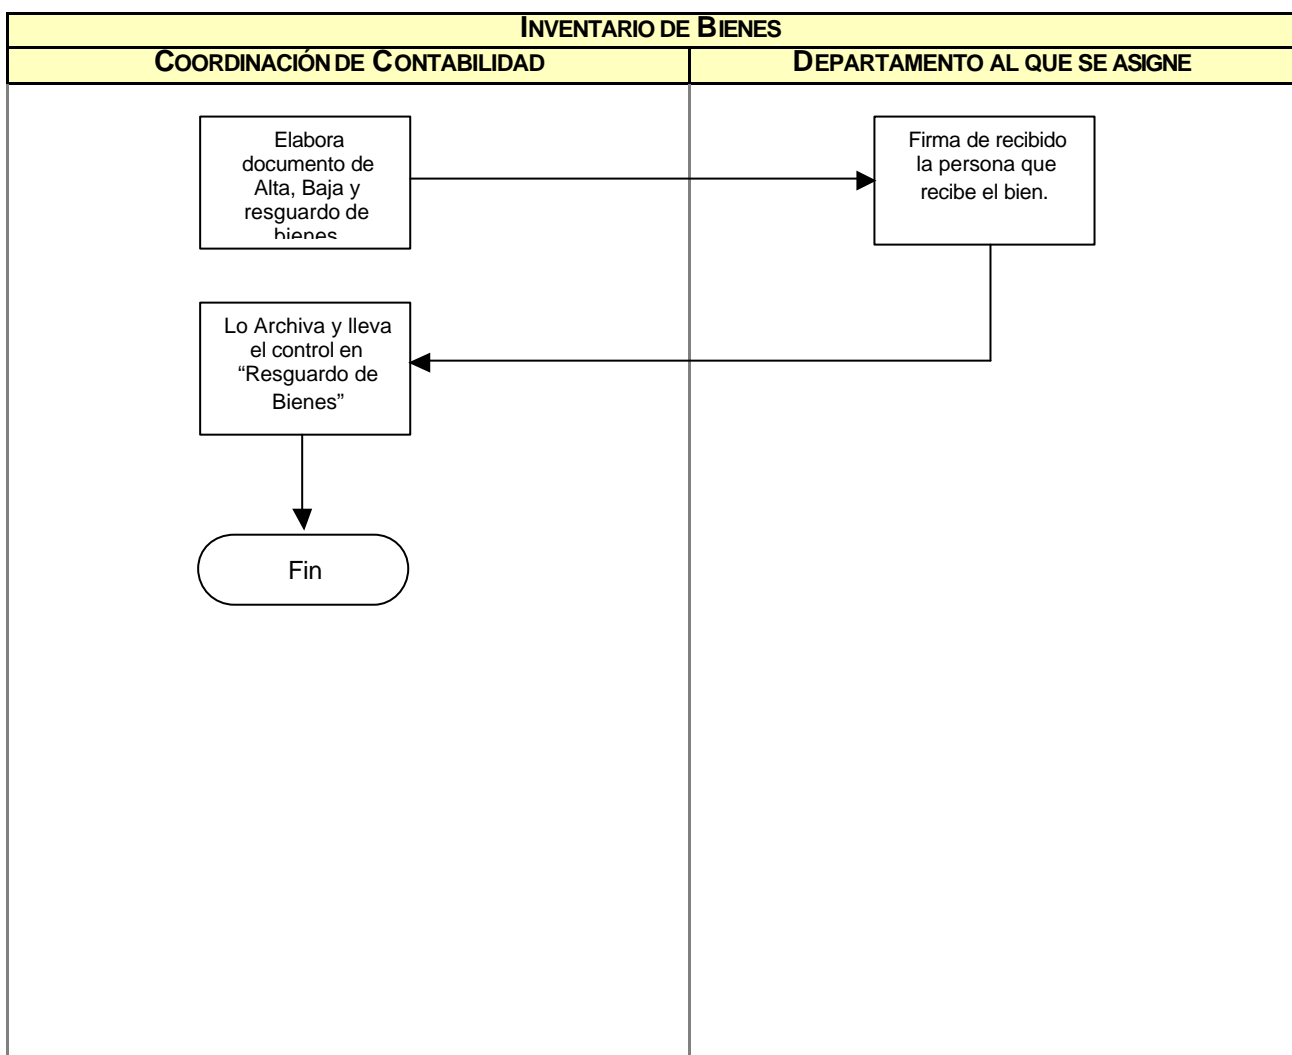 INVENTARIO DE BIENES
COORDINACIÓN DE CONTABILIDAD
DEPARTAMENTO AL QUE SE ASIGNE
Elabora
documento de
Alta, Baja y
resguardo de
bienes
Firma de recibido
la persona que
recibe el bien.
Lo Archiva y lleva
el control en
“Resguardo de
Bienes”
Fin